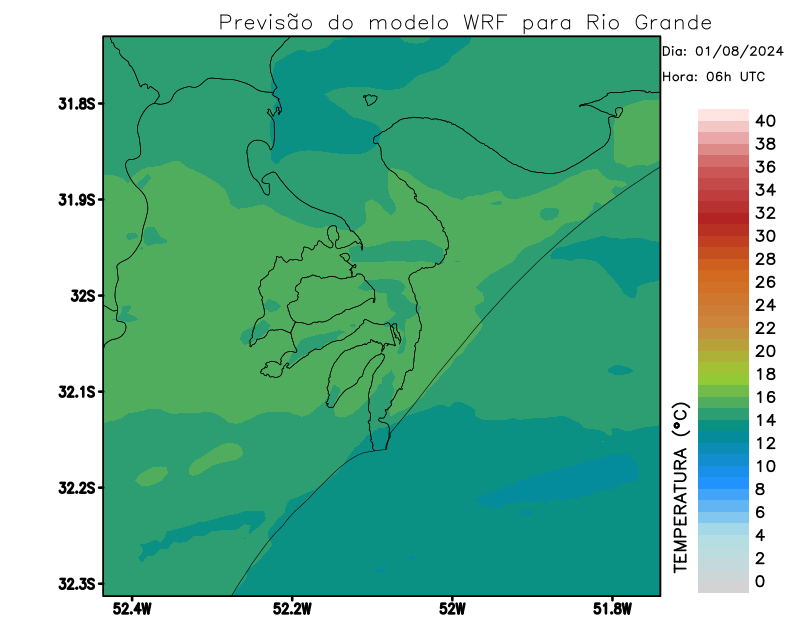 Previsão do modelo WRF para Rio Grande
Dia: 01/08/2024
Hora: 06h UTC
31.8S
31.9S
32S
32.1S
32.2S
32.3S
52.4W
52.2W
52W
51.8W
TEMPERATURA (°C)
40
38
36
34
32
30
28
26
24
22
20
18
16
14
12
10
8
6
4
2
0